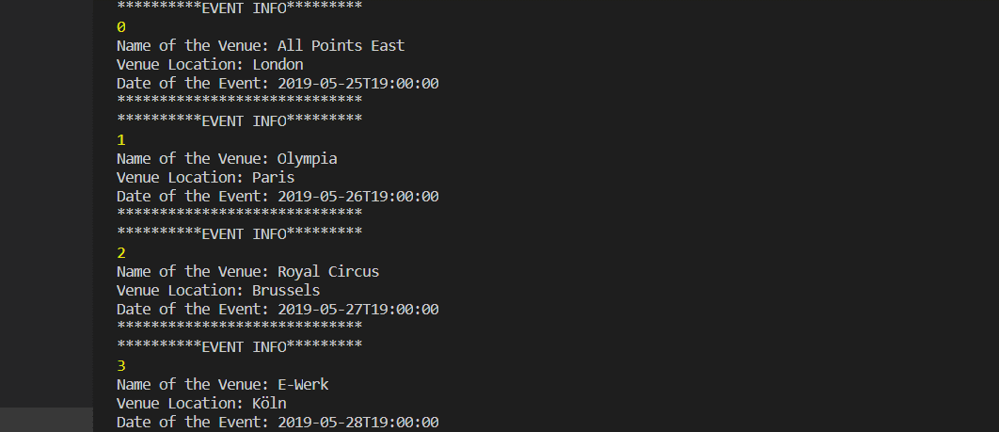 **********EVENT INFO*********
0
Name of the Venue: All Points East
Venue Location: London
Date of the Event: 2019-05-25T19:00:00
*****************************
**********EVENT INFO*********
1
Name of the Venue: Olympia
Venue Location: Paris
Date of the Event: 2019-05-26T19:00:00
*****************************
**********EVENT INFO*********
2
Name of the Venue: Royal Circus
Venue Location: Brussels
Date of the Event: 2019-05-27T19:00:00
*****************************
**********EVENT INFO*********
3
Name of the Venue: E-Werk
Venue Location: Köln
Date of the Event: 2019-05-28T19:00:00